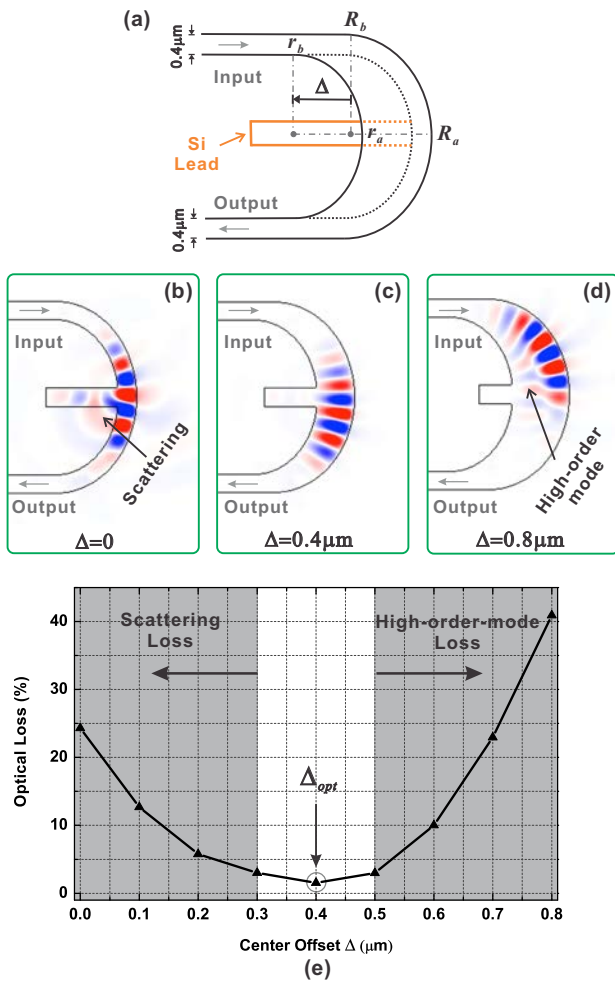 (a)
R_b
r_b
0.4μm
Input
Δ
r_a
R_a
Si
Lead
Output
0.4μm
(b)
Input
Scattering
Output
Δ=0
(c)
Input
Output
Δ=0.4μm
(d)
Input
High-order
mode
Output
Δ=0.8μm
Optical Loss (%)
40
30
20
10
0
Scattering
Loss
High-order-mode
Loss
Δ_opt
0.0 0.1 0.2 0.3 0.4 0.5 0.6 0.7 0.8
Center Offset Δ (μm)
(e)